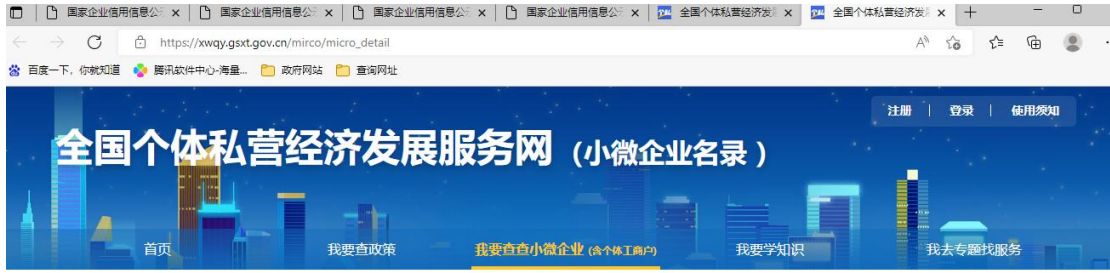 国家企业信用信息公
国家企业信用信息公
国家企业信用信息公
国家企业信用信息公
全国个体私营经济发展
全国个体私营经济发展
https://xwqy.gsxt.gov.cn/mirco/micro_detail
百度一下，你就知道 腾讯软件中心-海量... 政府网站 查询网址
注册 | 登录 | 使用须知
全国个体私营经济发展服务网（小微企业名录）
首页 我要查政策 我要查查小微企业 (含个体工商户) 我要学知识 我去专题找服务